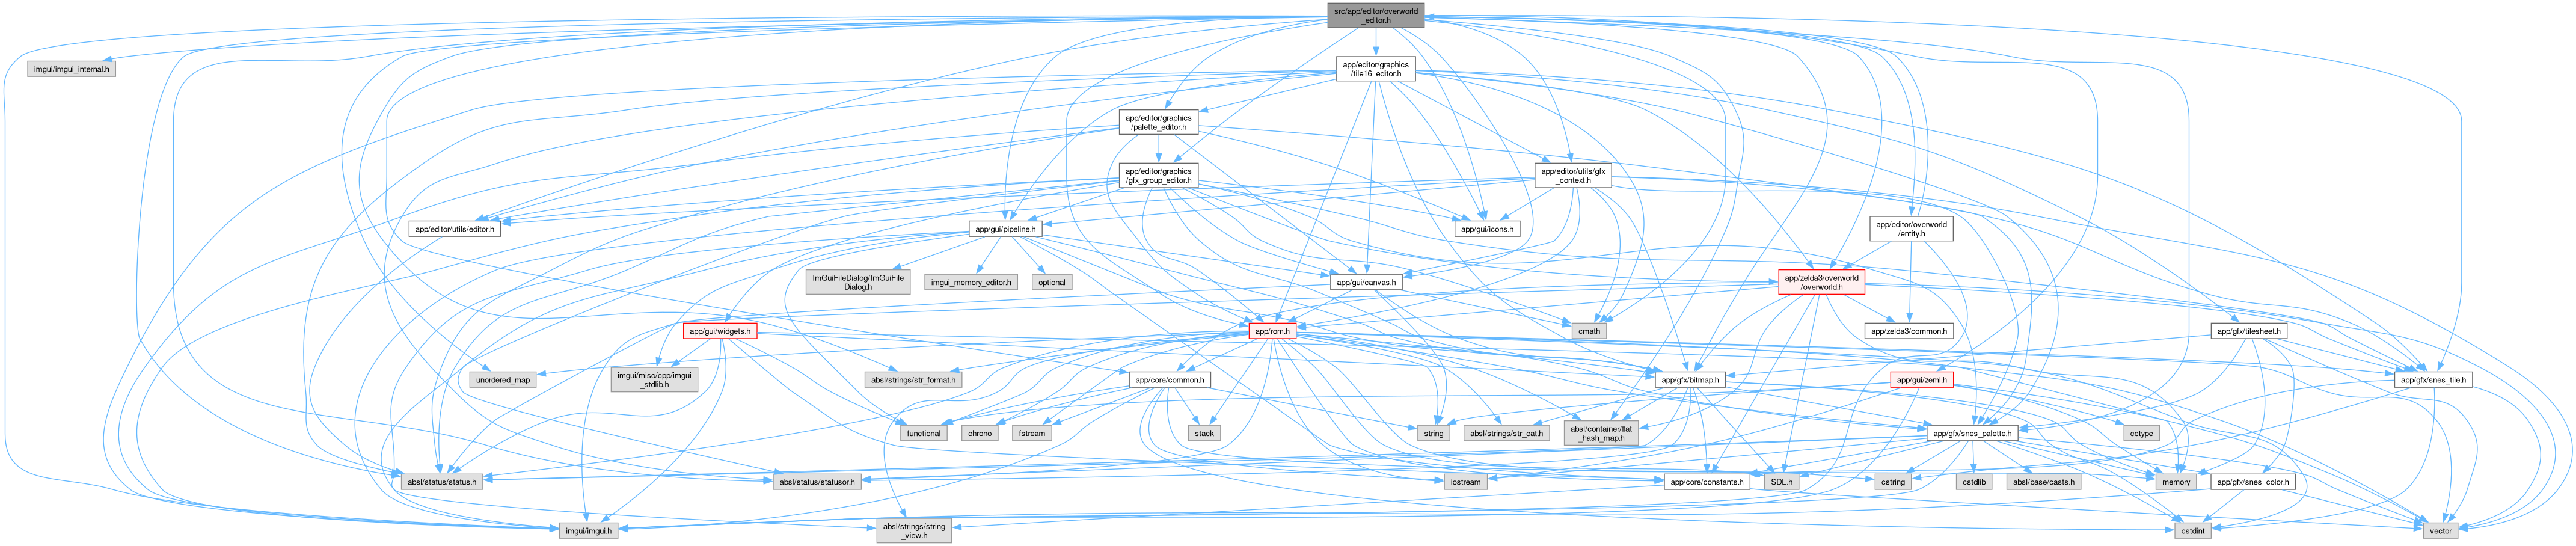 src/app/editor/overworld
_editor.h
imgui/imgui_internal.h
app/editor/graphics
/tile16_editor.h
app/editor/graphics
/palette_editor.h
app/editor/graphics
/gfx_group_editor.h
app/editor/utils/gfx
_context.h
app/editor/utils/editor.h
app/gui/pipeline.h
app/gui/icons.h
app/editor/overworld
/entity.h
ImGuiFileDialog/ImGuiFile
Dialog.h
imgui_memory_editor.h
optional
app/gui/canvas.h
app/zelda3/overworld
/overworld.h
app/gui/widgets.h
app/rom.h
cmath
app/zelda3/common.h
app/gfx/tilesheet.h
unordered_map
imgui/misc/cpp/imgui
_stdlib.h
absl/strings/str_format.h
app/core/common.h
app/gfx/bitmap.h
app/gui/zeml.h
app/gfx/snes_tile.h
functional
chrono
fstream
stack
string
absl/strings/str_cat.h
absl/container/flat
_hash_map.h
app/gfx/snes_palette.h
cctype
absl/status/status.h
absl/status/statusor.h
iostream
SDL.h
cstring
app/core/constants.h
cstdlib
absl/base/casts.h
memory
app/gfx/snes_color.h
imgui/imgui.h
absl/strings/string
_view.h
cstdint
vector